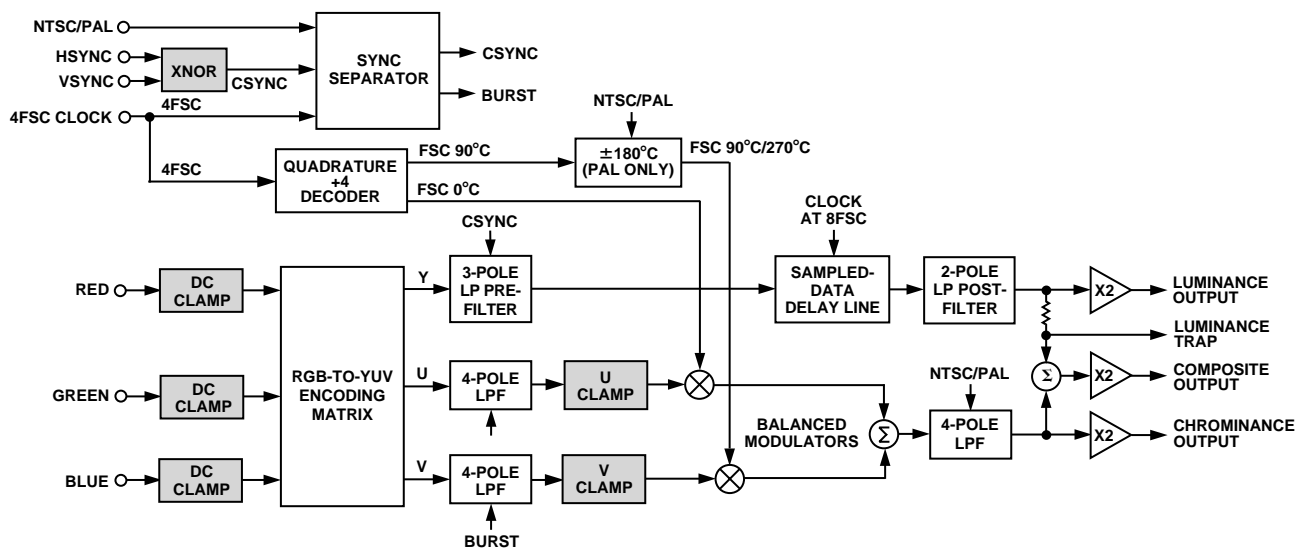 NTSC/PAL
HSYNC
VSYNC
XNOR
CSYNC
4FSC CLOCK
4FSC
SYNC
SEPARATOR
CSYNC
BURST
4FSC
QUADRATURE
+4
DECODER
FSC 90°C
FSC 0°C
NTSC/PAL
±180°C
(PAL ONLY)
FSC 90°C/270°C
RED
DC
CLAMP
GREEN
DC
CLAMP
BLUE
DC
CLAMP
RGB-TO-YUV
ENCODING
MATRIX
Y
CSYNC
3-POLE
LP PRE-
FILTER
U
4-POLE
LPF
U
CLAMP
V
4-POLE
LPF
BURST
V
CLAMP
CLOCK
AT 8FSC
SAMPLED-
DATA
DELAY LINE
2-POLE
LP POST-
FILTER
BALANCED
MODULATORS
Σ
NTSC/PAL
4-POLE
LPF
Σ
X2
LUMINANCE
OUTPUT
LUMINANCE
TRAP
X2
COMPOSITE
OUTPUT
X2
CHROMINANCE
OUTPUT